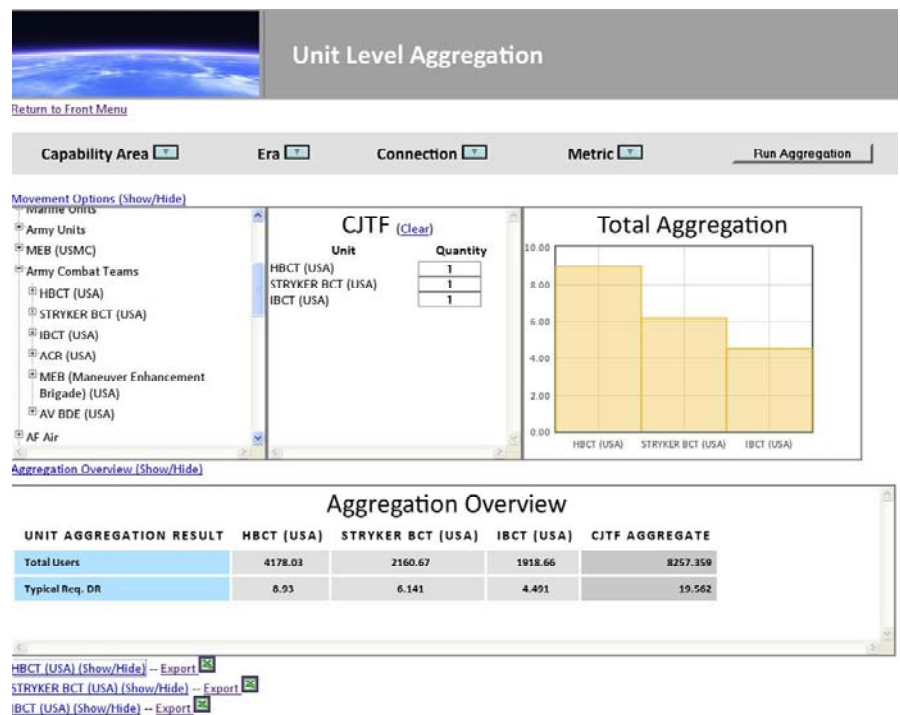 Unit Level Aggregation
Return to Front Menu
Capability Area Era Connection Metric Run Aggregation
Movement Options (Show/Hide)
Marine Units
Army Units
MEB (USMC)
Army Combat Teams
HBCT (USA)
STRYKER BCT (USA)
IBCT (USA)
ACR (USA)
MEB (Maneuver Enhancement
Brigade) (USA)
AV BDE (USA)
AF Air
CJTF (Clear)
Unit Quantity
HBCT (USA) 1
STRYKER BCT (USA) 1
IBCT (USA) 1
Total Aggregation
10.00
8.00
6.00
4.00
2.00
0.00
HBCT (USA) STRYKER BCT (USA) IBCT (USA)
Aggregation Overview (Show/Hide)
Aggregation Overview
UNIT AGGREGATION RESULT HBCT (USA) STRYKER BCT (USA) IBCT (USA) CJTF AGGREGATE
Total Users 4178.03 2160.67 1918.66 8257.359
Typical Req. DR 8.93 6.141 4.491 19.562
HBCT (USA) (Show/Hide) -- Export
STRYKER BCT (USA) (Show/Hide) -- Export
IBCT (USA) (Show/Hide) -- Export